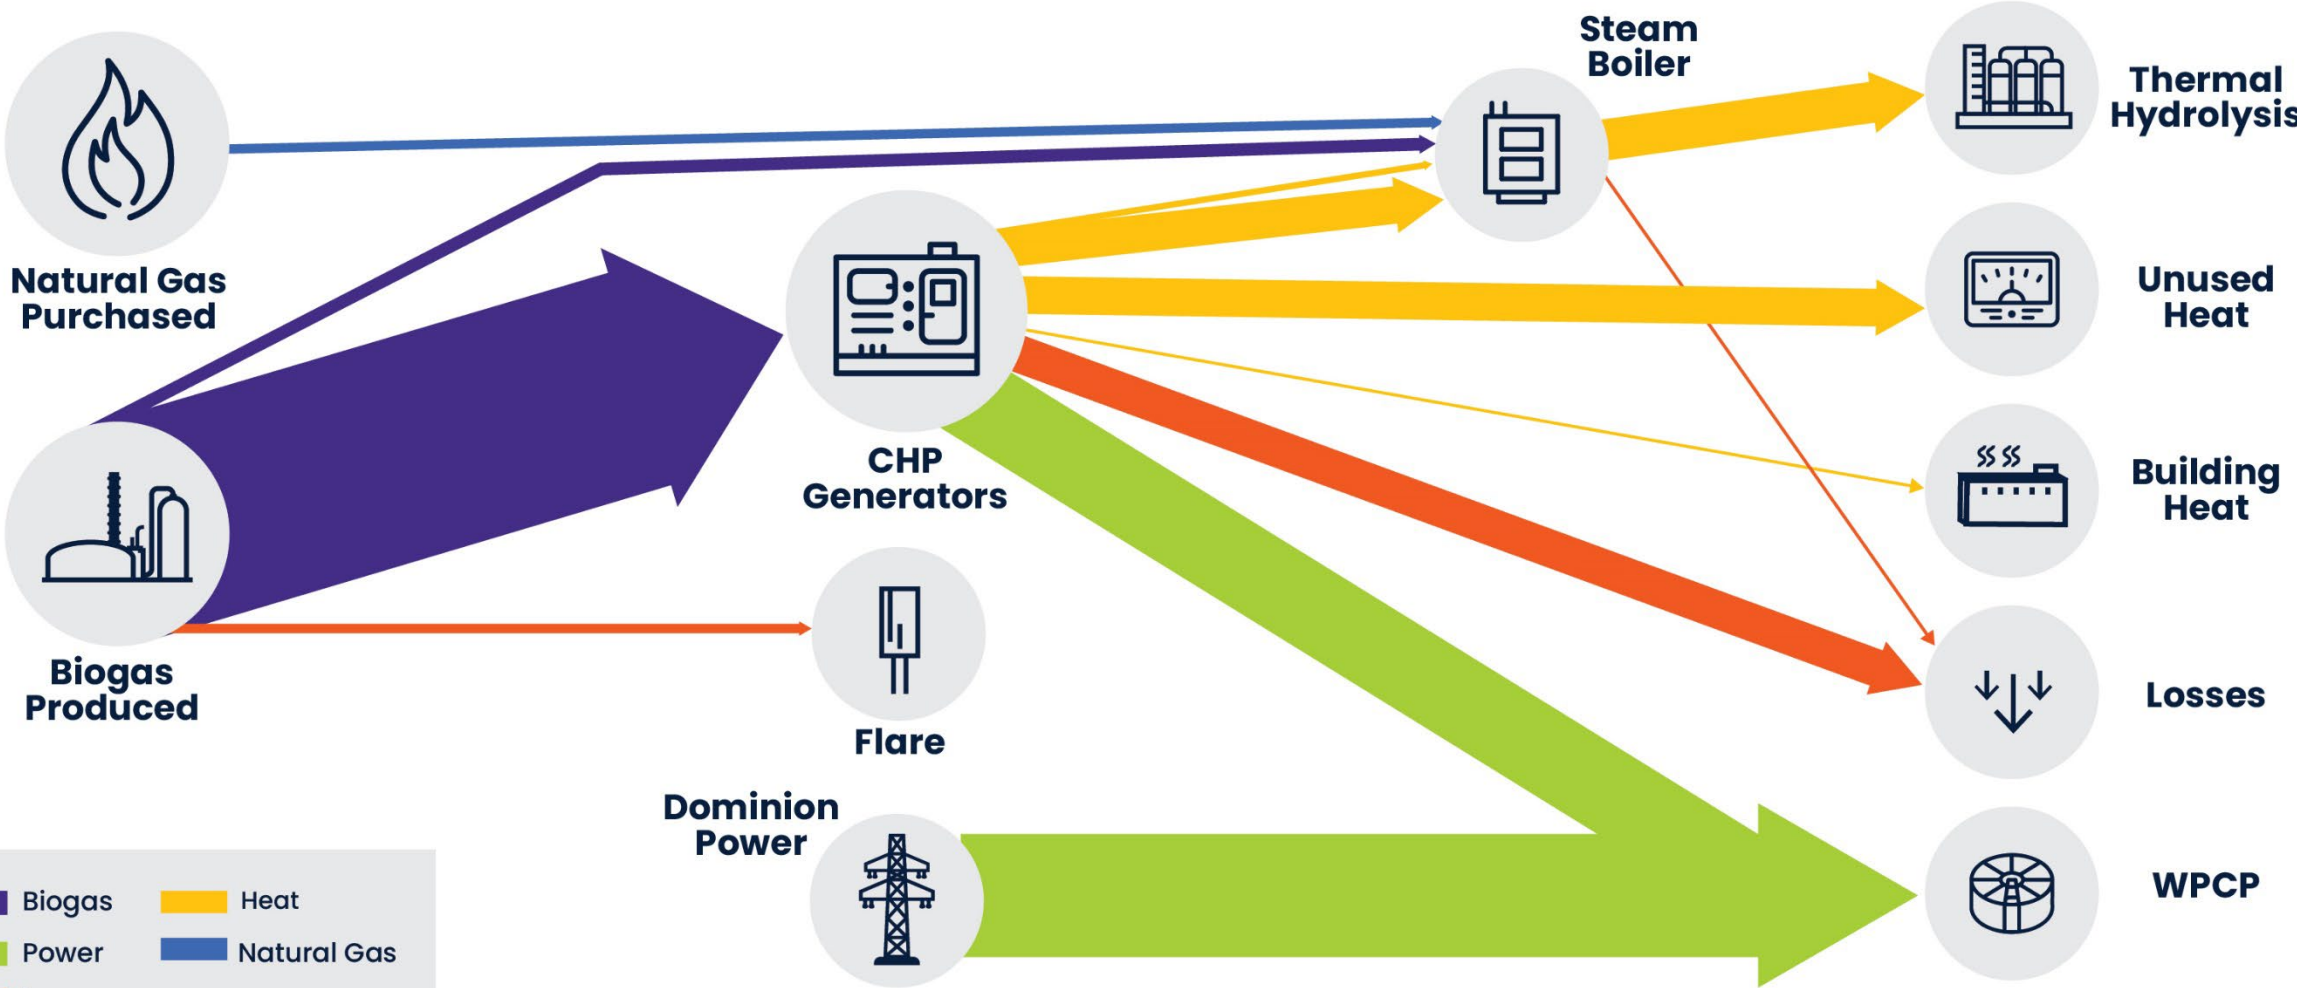 Steam
Boiler
Thermal
Hydrolysis
Natural Gas
Purchased
Unused
Heat
CHP
Generators
Building
Heat
Biogas
Produced
Flare
Losses
Dominion
Power
WPCP
Biogas
Heat
Power
Natural Gas